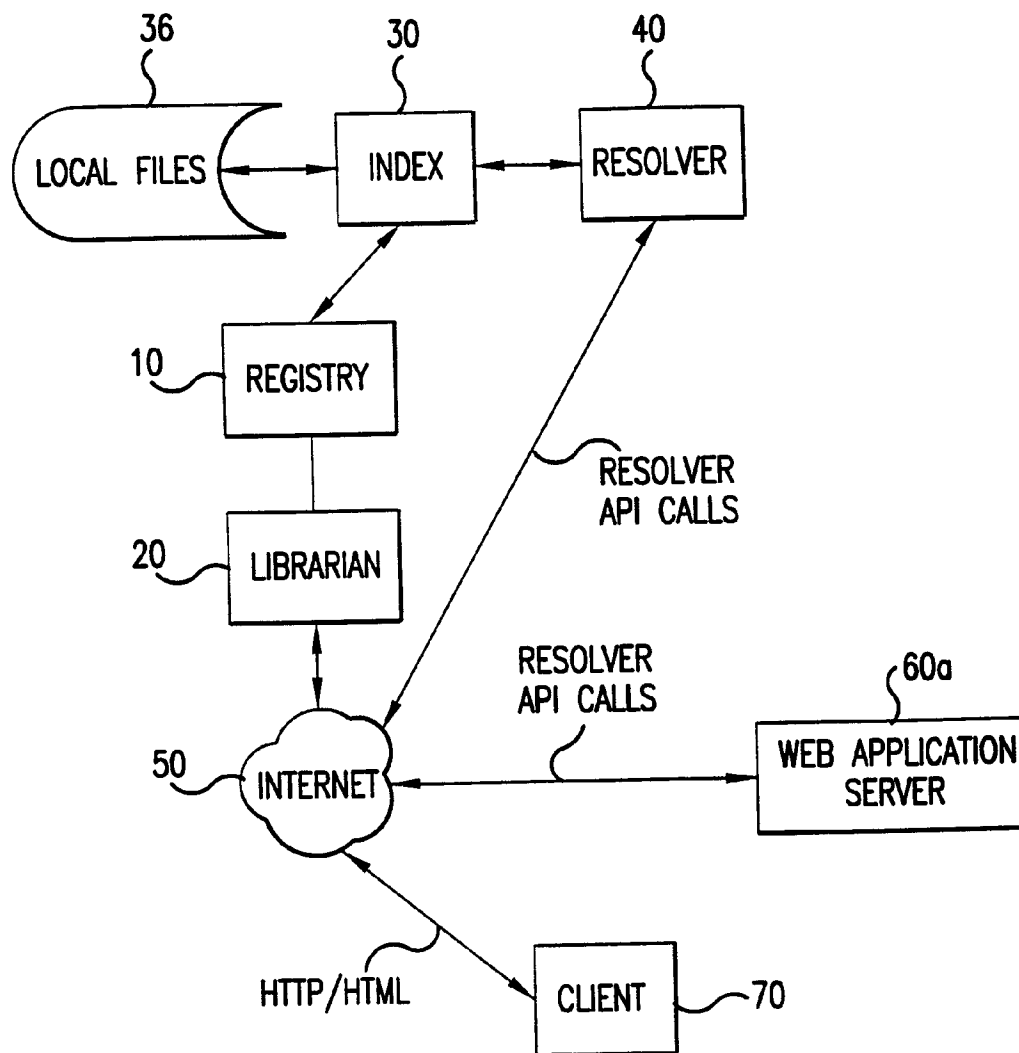 36
30
40
LOCAL FILES
INDEX
RESOLVER
10
REGISTRY
RESOLVER
API CALLS
20
LIBRARIAN
RESOLVER
API CALLS
60a
50
INTERNET
WEB APPLICATION
SERVER
HTTP/HTML
CLIENT
70